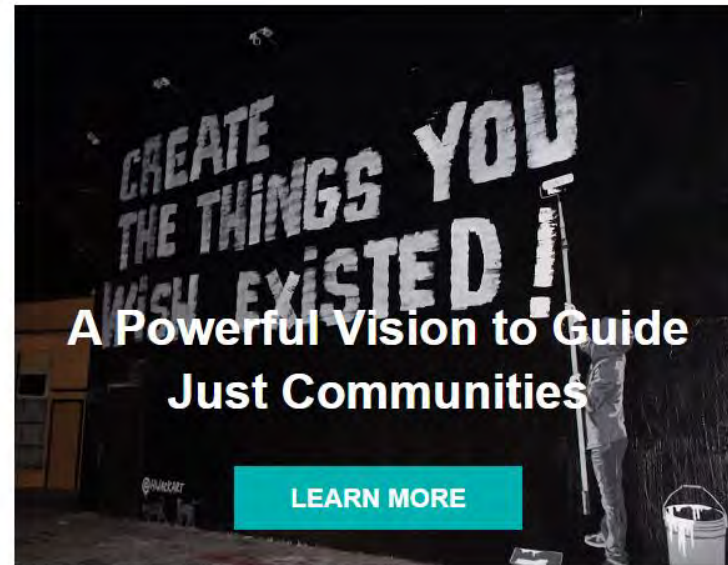 CREATE
THE THiNGS YOU
WiSH EXiSTED!
A Powerful Vision to Guide
Just Communities
LEARN MORE